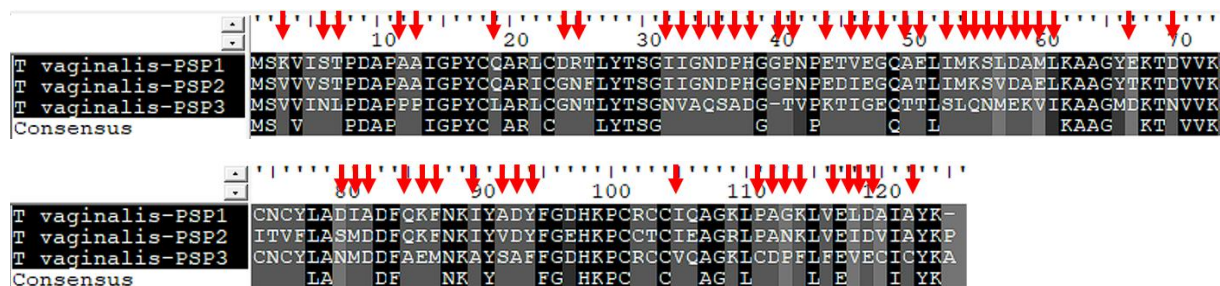 10 20 30 40 50 60 70
T vaginalis-PSP1 MSKVISTPDAPAAIGPYCQARLCDRTLYTSGIIGNDPHGGPNPETVEGQAELIMKSLDAMLKAAGYEKTDVVK
T vaginalis-PSP2 MSVVVSTPDAPAAIGPYCQARICGNFLYTSGIIGNDPHGNPNPEDIEGQATLIMKSVDAELKAAGYTKTDVVK
T vaginalis-PSP3 MSVVINLPDAPPPIGPYCLARLCGNTLYTSGNVAQSADG-TVPKTIGEQTTLSLQNMEKVIKAAGMDKTNVVK
Consensus MS V PDAP IGPYC AR C LYTSG G P Q L KAAG KT VVK
80 90 100 110 120
T vaginalis-PSP1 CNCYLADIADFQKFNKIYADYFGDHKPCRCCIQAGKLPAGKLVELDAIAYK-
T vaginalis-PSP2 ITVFLASMDDFQKFNKIYVDYFGEHKPCCTCIEAGRLPANKLVEIDVIAYKP
T vaginalis-PSP3 CNCYLANMDDFAEMNKAYSAFFGDHKPCRCCVQAGKLCDPFLFEVECICYKA
Consensus LA DF NK Y FG HKPC C AG L L E I YK